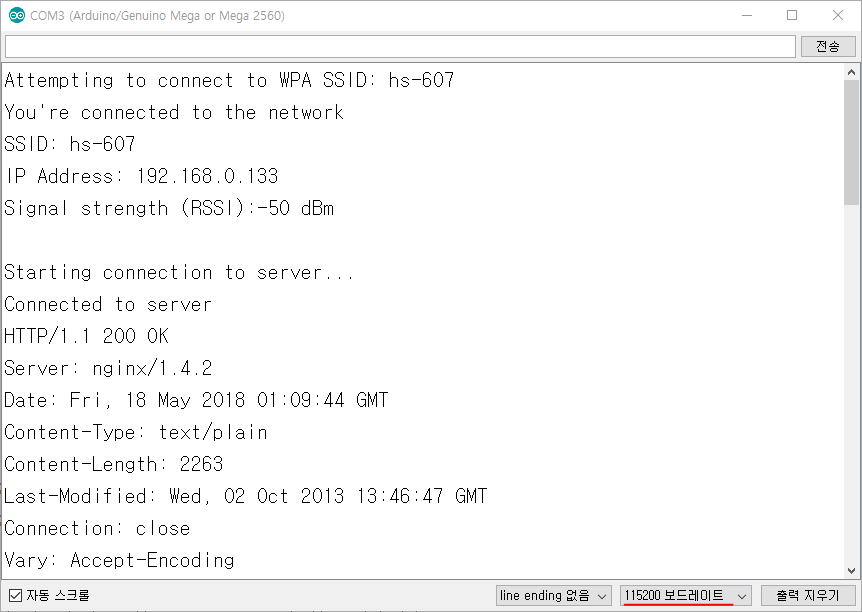 COM3 (Arduino/Genuino Mega or Mega 2560)
전송
Attempting to connect to WPA SSID: hs-607
You're connected to the network
SSID: hs-607
IP Address: 192.168.0.133
Signal strength (RSSI):-50 dBm
Starting connection to server...
Connected to server
HTTP/1.1 200 OK
Server: nginx/1.4.2
Date: Fri, 18 May 2018 01:09:44 GMT
Content-Type: text/plain
Content-Length: 2263
Last-Modified: Wed, 02 Oct 2013 13:46:47 GMT
Connection: close
Vary: Accept-Encoding
자동 스크롤
line ending 없음
115200 보드레이트
출력 지우기